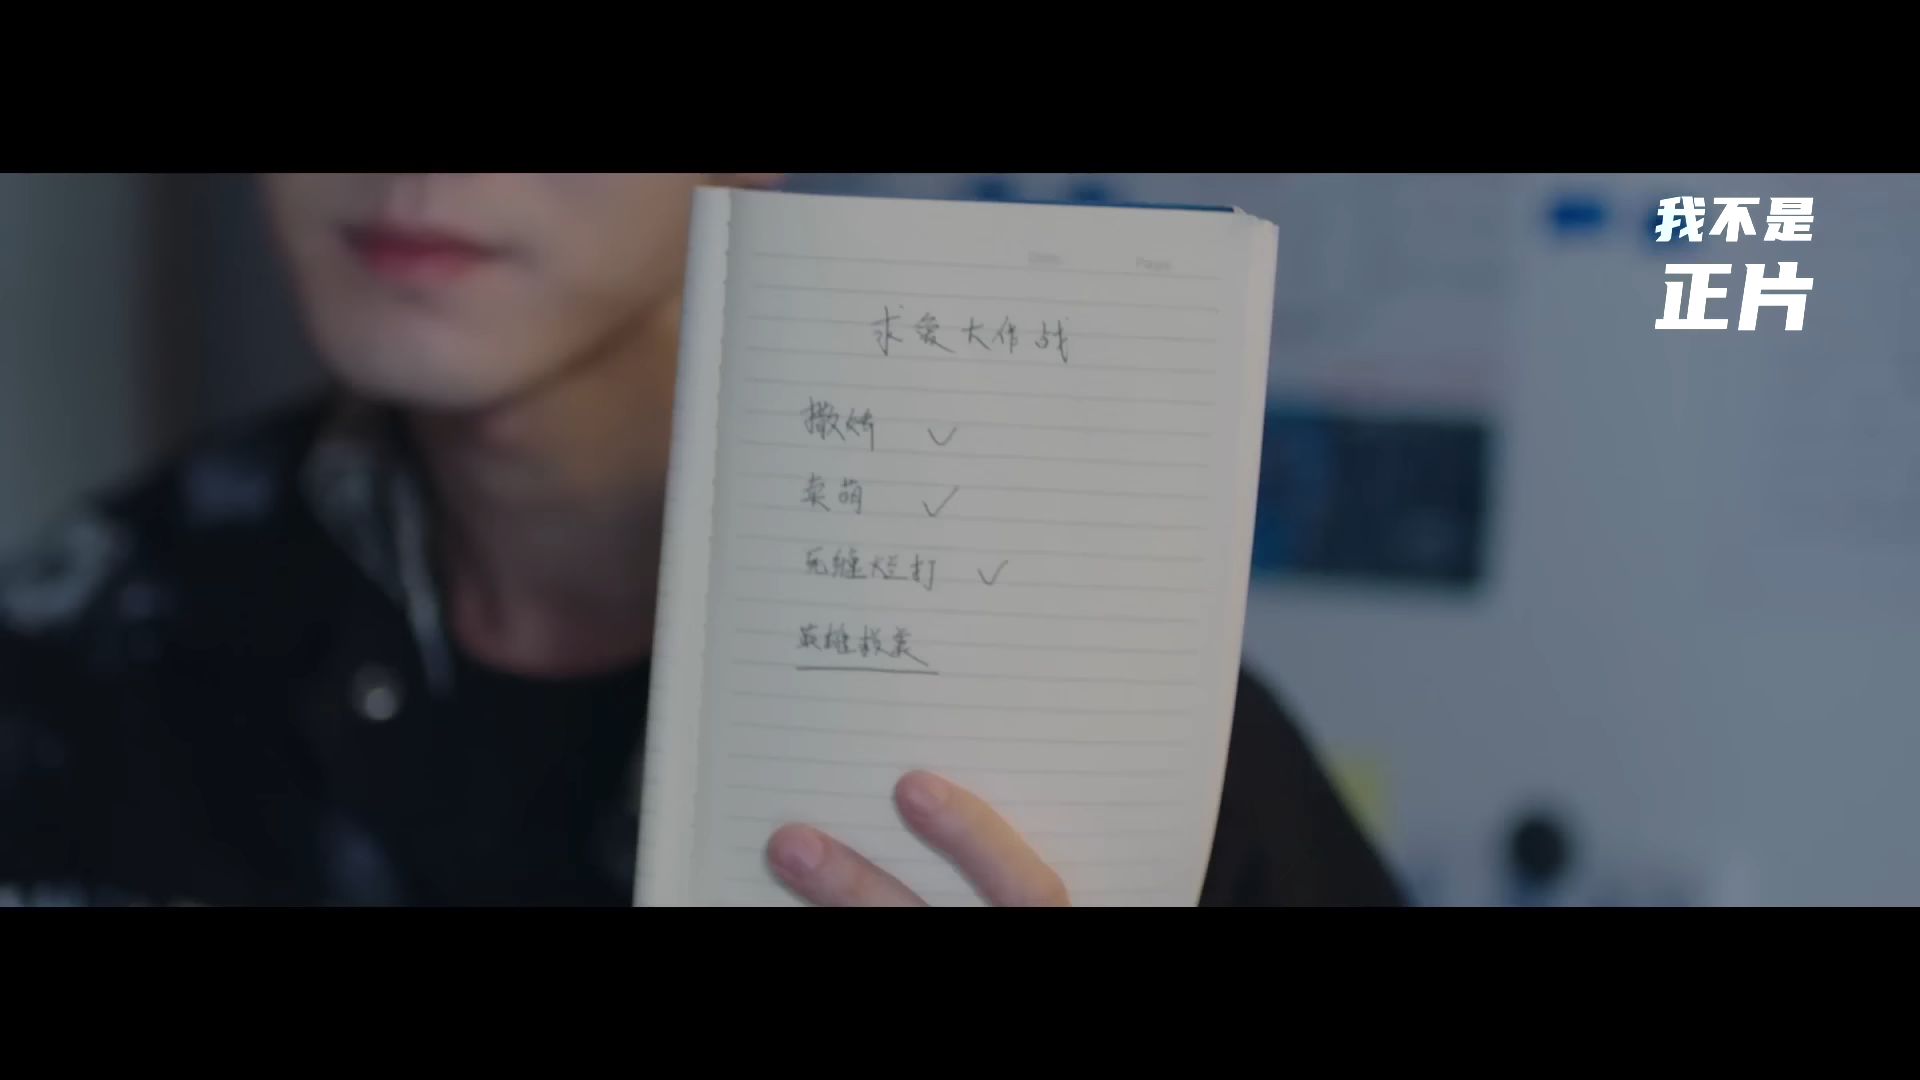 我不是
正片
求爱大作战
撒娇 ✓
卖萌 ✓
死缠烂打 ✓
英雄救美